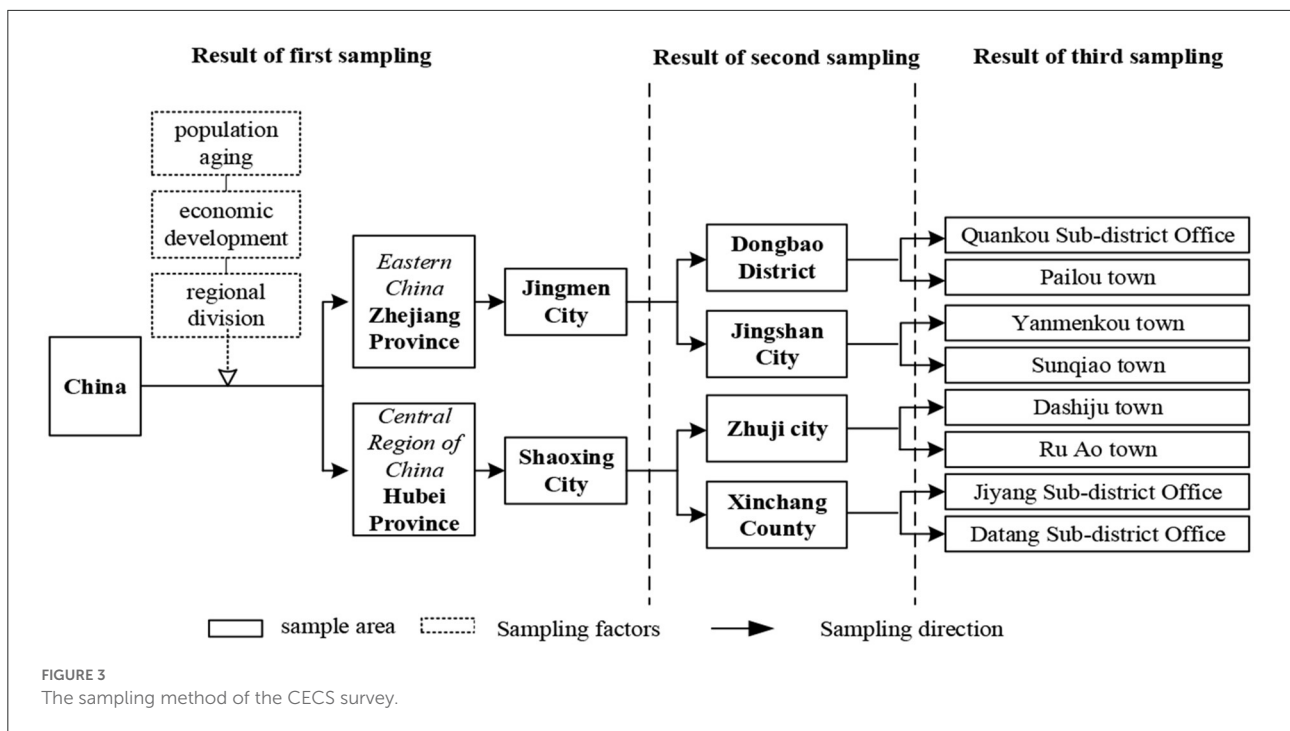 Result of first sampling
Result of second sampling
Result of third sampling
population
aging
economic
development
regional
division
China
Eastern
China
Zhejiang
Province
Jingmen
City
Central
Region of
China
Hubei
Province
Shaoxing
City
Dongbao
District
Jingshan
City
Zhuji city
Xinchang
County
Quankou Sub-district Office
Pailou town
Yanmenkou town
Sunqiao town
Dashiju town
Ru Ao town
Jiyang Sub-district Office
Datang Sub-district Office
sample area
Sampling factors
Sampling direction
FIGURE 3
The sampling method of the CECS survey.